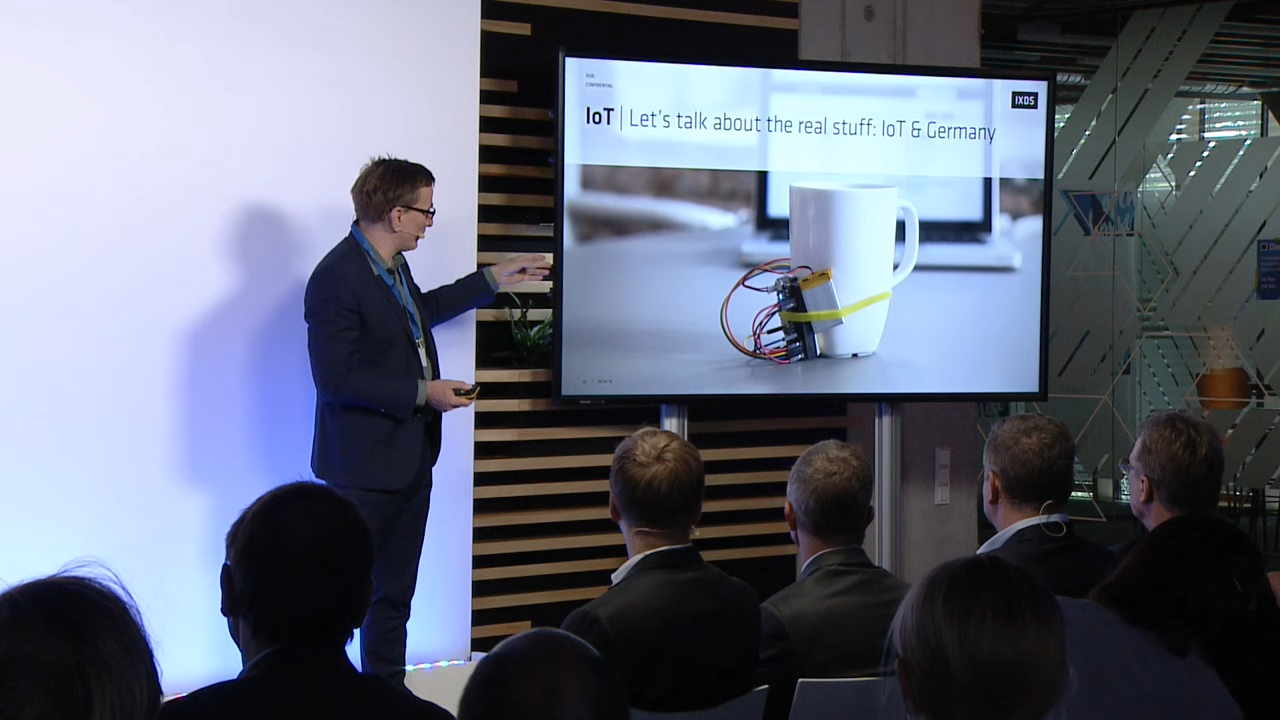 IXDS
CONFIDENTIAL
IXDS
IoT | Let's talk about the real stuff: IoT & Germany